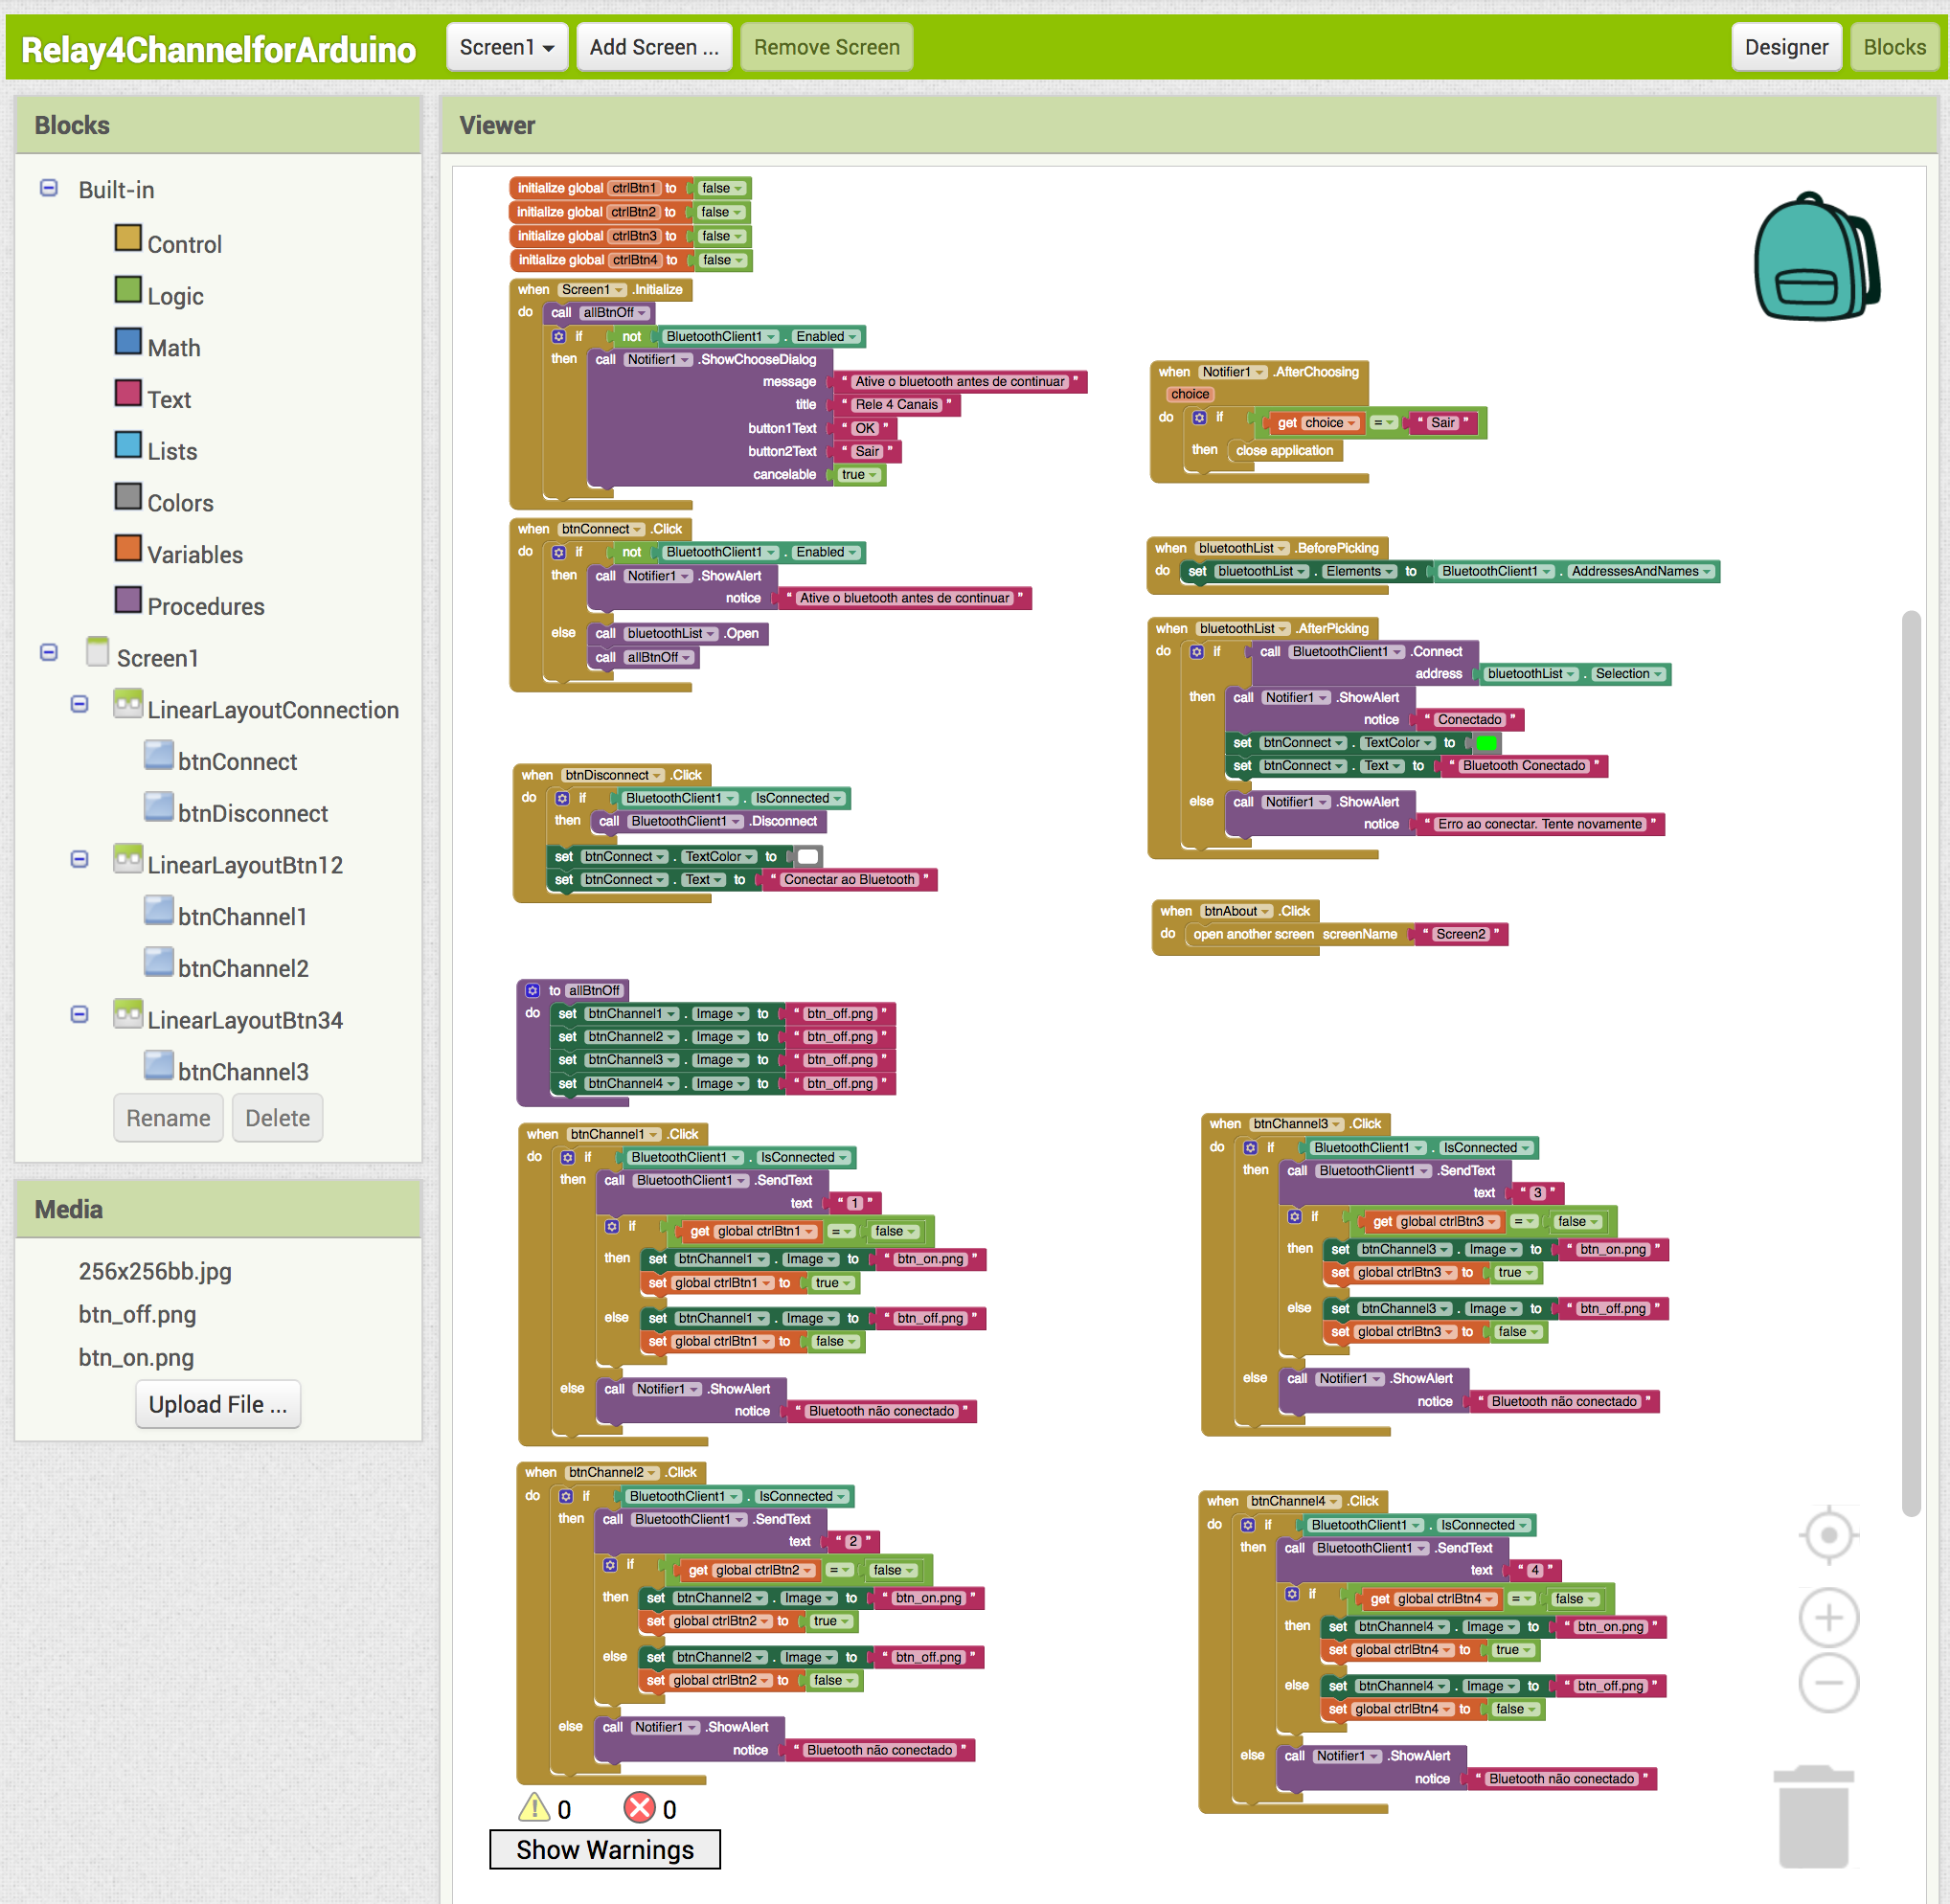 Relay4ChannelforArduino
Screen1
Add Screen ...
Remove Screen
Designer
Blocks
Blocks
Built-in
Control
Logic
Math
Text
Lists
Colors
Variables
Procedures
Screen1
LinearLayoutConnection
btnConnect
btnDisconnect
LinearLayoutBtn12
btnChannel1
btnChannel2
LinearLayoutBtn34
btnChannel3
Rename
Delete
Media
256x256bb.jpg
btn_off.png
btn_on.png
Upload File ...
Viewer
initialize global ctrlBtn1 to false
initialize global ctrlBtn2 to false
initialize global ctrlBtn3 to false
initialize global ctrlBtn4 to false
when Screen1 .Initialize
do call allBtnOff
if not BluetoothClient1 . Enabled
then call Notifier1 .ShowChooseDialog
message " Ative o bluetooth antes de continuar "
title " Rele 4 Canais "
button1Text " OK "
button2Text " Sair "
cancelable true
when btnConnect .Click
do if not BluetoothClient1 . Enabled
then call Notifier1 .ShowAlert
notice " Ative o bluetooth antes de continuar "
else call bluetoothList .Open
call allBtnOff
when btnDisconnect .Click
do if BluetoothClient1 . IsConnected
then call BluetoothClient1 .Disconnect
set btnConnect . TextColor to
set btnConnect . Text to " Conectar ao Bluetooth "
to allBtnOff
do set btnChannel1 . Image to " btn_off.png "
set btnChannel2 . Image to " btn_off.png "
set btnChannel3 . Image to " btn_off.png "
set btnChannel4 . Image to " btn_off.png "
when btnChannel1 .Click
do if BluetoothClient1 . IsConnected
then call BluetoothClient1 .SendText
text " 1 "
if get global ctrlBtn1 = false
then set btnChannel1 . Image to " btn_on.png "
set global ctrlBtn1 to true
else set btnChannel1 . Image to " btn_off.png "
set global ctrlBtn1 to false
else call Notifier1 .ShowAlert
notice " Bluetooth não conectado "
when btnChannel2 .Click
do if BluetoothClient1 . IsConnected
then call BluetoothClient1 .SendText
text " 2 "
if get global ctrlBtn2 = false
then set btnChannel2 . Image to " btn_on.png "
set global ctrlBtn2 to true
else set btnChannel2 . Image to " btn_off.png "
set global ctrlBtn2 to false
else call Notifier1 .ShowAlert
notice " Bluetooth não conectado "
0 0
Show Warnings
when Notifier1 .AfterChoosing
choice
do if get choice = " Sair "
then close application
when bluetoothList .BeforePicking
do set bluetoothList . Elements to BluetoothClient1 . AddressesAndNames
when bluetoothList .AfterPicking
do if call BluetoothClient1 .Connect
address bluetoothList . Selection
then call Notifier1 .ShowAlert
notice " Conectado "
set btnConnect . TextColor to
set btnConnect . Text to " Bluetooth Conectado "
else call Notifier1 .ShowAlert
notice " Erro ao conectar. Tente novamente "
when btnAbout .Click
do open another screen screenName " Screen2 "
when btnChannel3 .Click
do if BluetoothClient1 . IsConnected
then call BluetoothClient1 .SendText
text " 3 "
if get global ctrlBtn3 = false
then set btnChannel3 . Image to " btn_on.png "
set global ctrlBtn3 to true
else set btnChannel3 . Image to " btn_off.png "
set global ctrlBtn3 to false
else call Notifier1 .ShowAlert
notice " Bluetooth não conectado "
when btnChannel4 .Click
do if BluetoothClient1 . IsConnected
then call BluetoothClient1 .SendText
text " 4 "
if get global ctrlBtn4 = false
then set btnChannel4 . Image to " btn_on.png "
set global ctrlBtn4 to true
else set btnChannel4 . Image to " btn_off.png "
set global ctrlBtn4 to false
else call Notifier1 .ShowAlert
notice " Bluetooth não conectado "